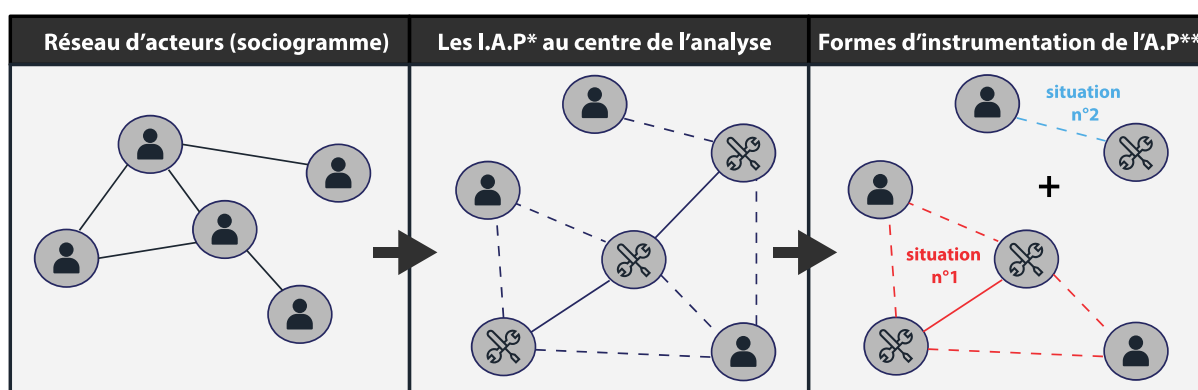 Réseau d'acteurs (sociogramme)
Les I.A.P* au centre de l'analyse
Formes d'instrumentation de l'A.P**
situation
n°2
+
situation
n°1